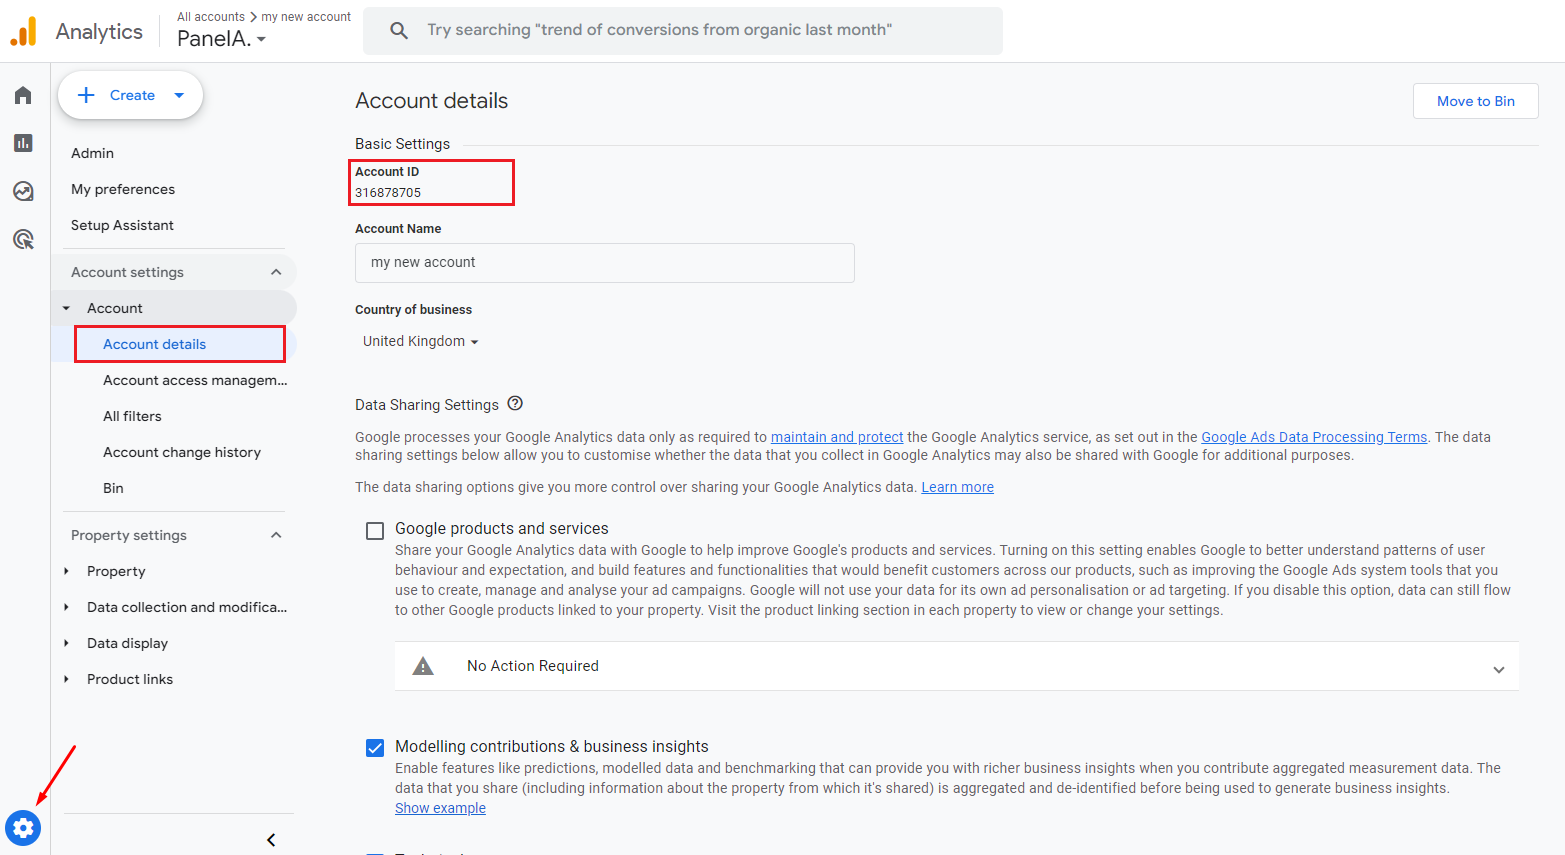 Analytics
All accounts > my new account
PanelA.
Try searching "trend of conversions from organic last month"
Create
Admin
My preferences
Setup Assistant
Account settings
Account
Account details
Account access managem...
All filters
Account change history
Bin
Property settings
Property
Data collection and modifica...
Data display
Product links
Account details
Move to Bin
Basic Settings
Account ID
316878705
Account Name
my new account
Country of business
United Kingdom
Data Sharing Settings
Google processes your Google Analytics data only as required to maintain and protect the Google Analytics service, as set out in the Google Ads Data Processing Terms. The data
sharing settings below allow you to customise whether the data that you collect in Google Analytics may also be shared with Google for additional purposes.
The data sharing options give you more control over sharing your Google Analytics data. Learn more
Google products and services
Share your Google Analytics data with Google to help improve Google's products and services. Turning on this setting enables Google to better understand patterns of user
behaviour and expectation, and build features and functionalities that would benefit customers across our products, such as improving the Google Ads system tools that you
use to create, manage and analyse your ad campaigns. Google will not use your data for its own ad personalisation or ad targeting. If you disable this option, data can still flow
to other Google products linked to your property. Visit the product linking section in each property to view or change your settings.
No Action Required
Modelling contributions & business insights
Enable features like predictions, modelled data and benchmarking that can provide you with richer business insights when you contribute aggregated measurement data. The
data that you share (including information about the property from which it's shared) is aggregated and de-identified before being used to generate business insights.
Show example